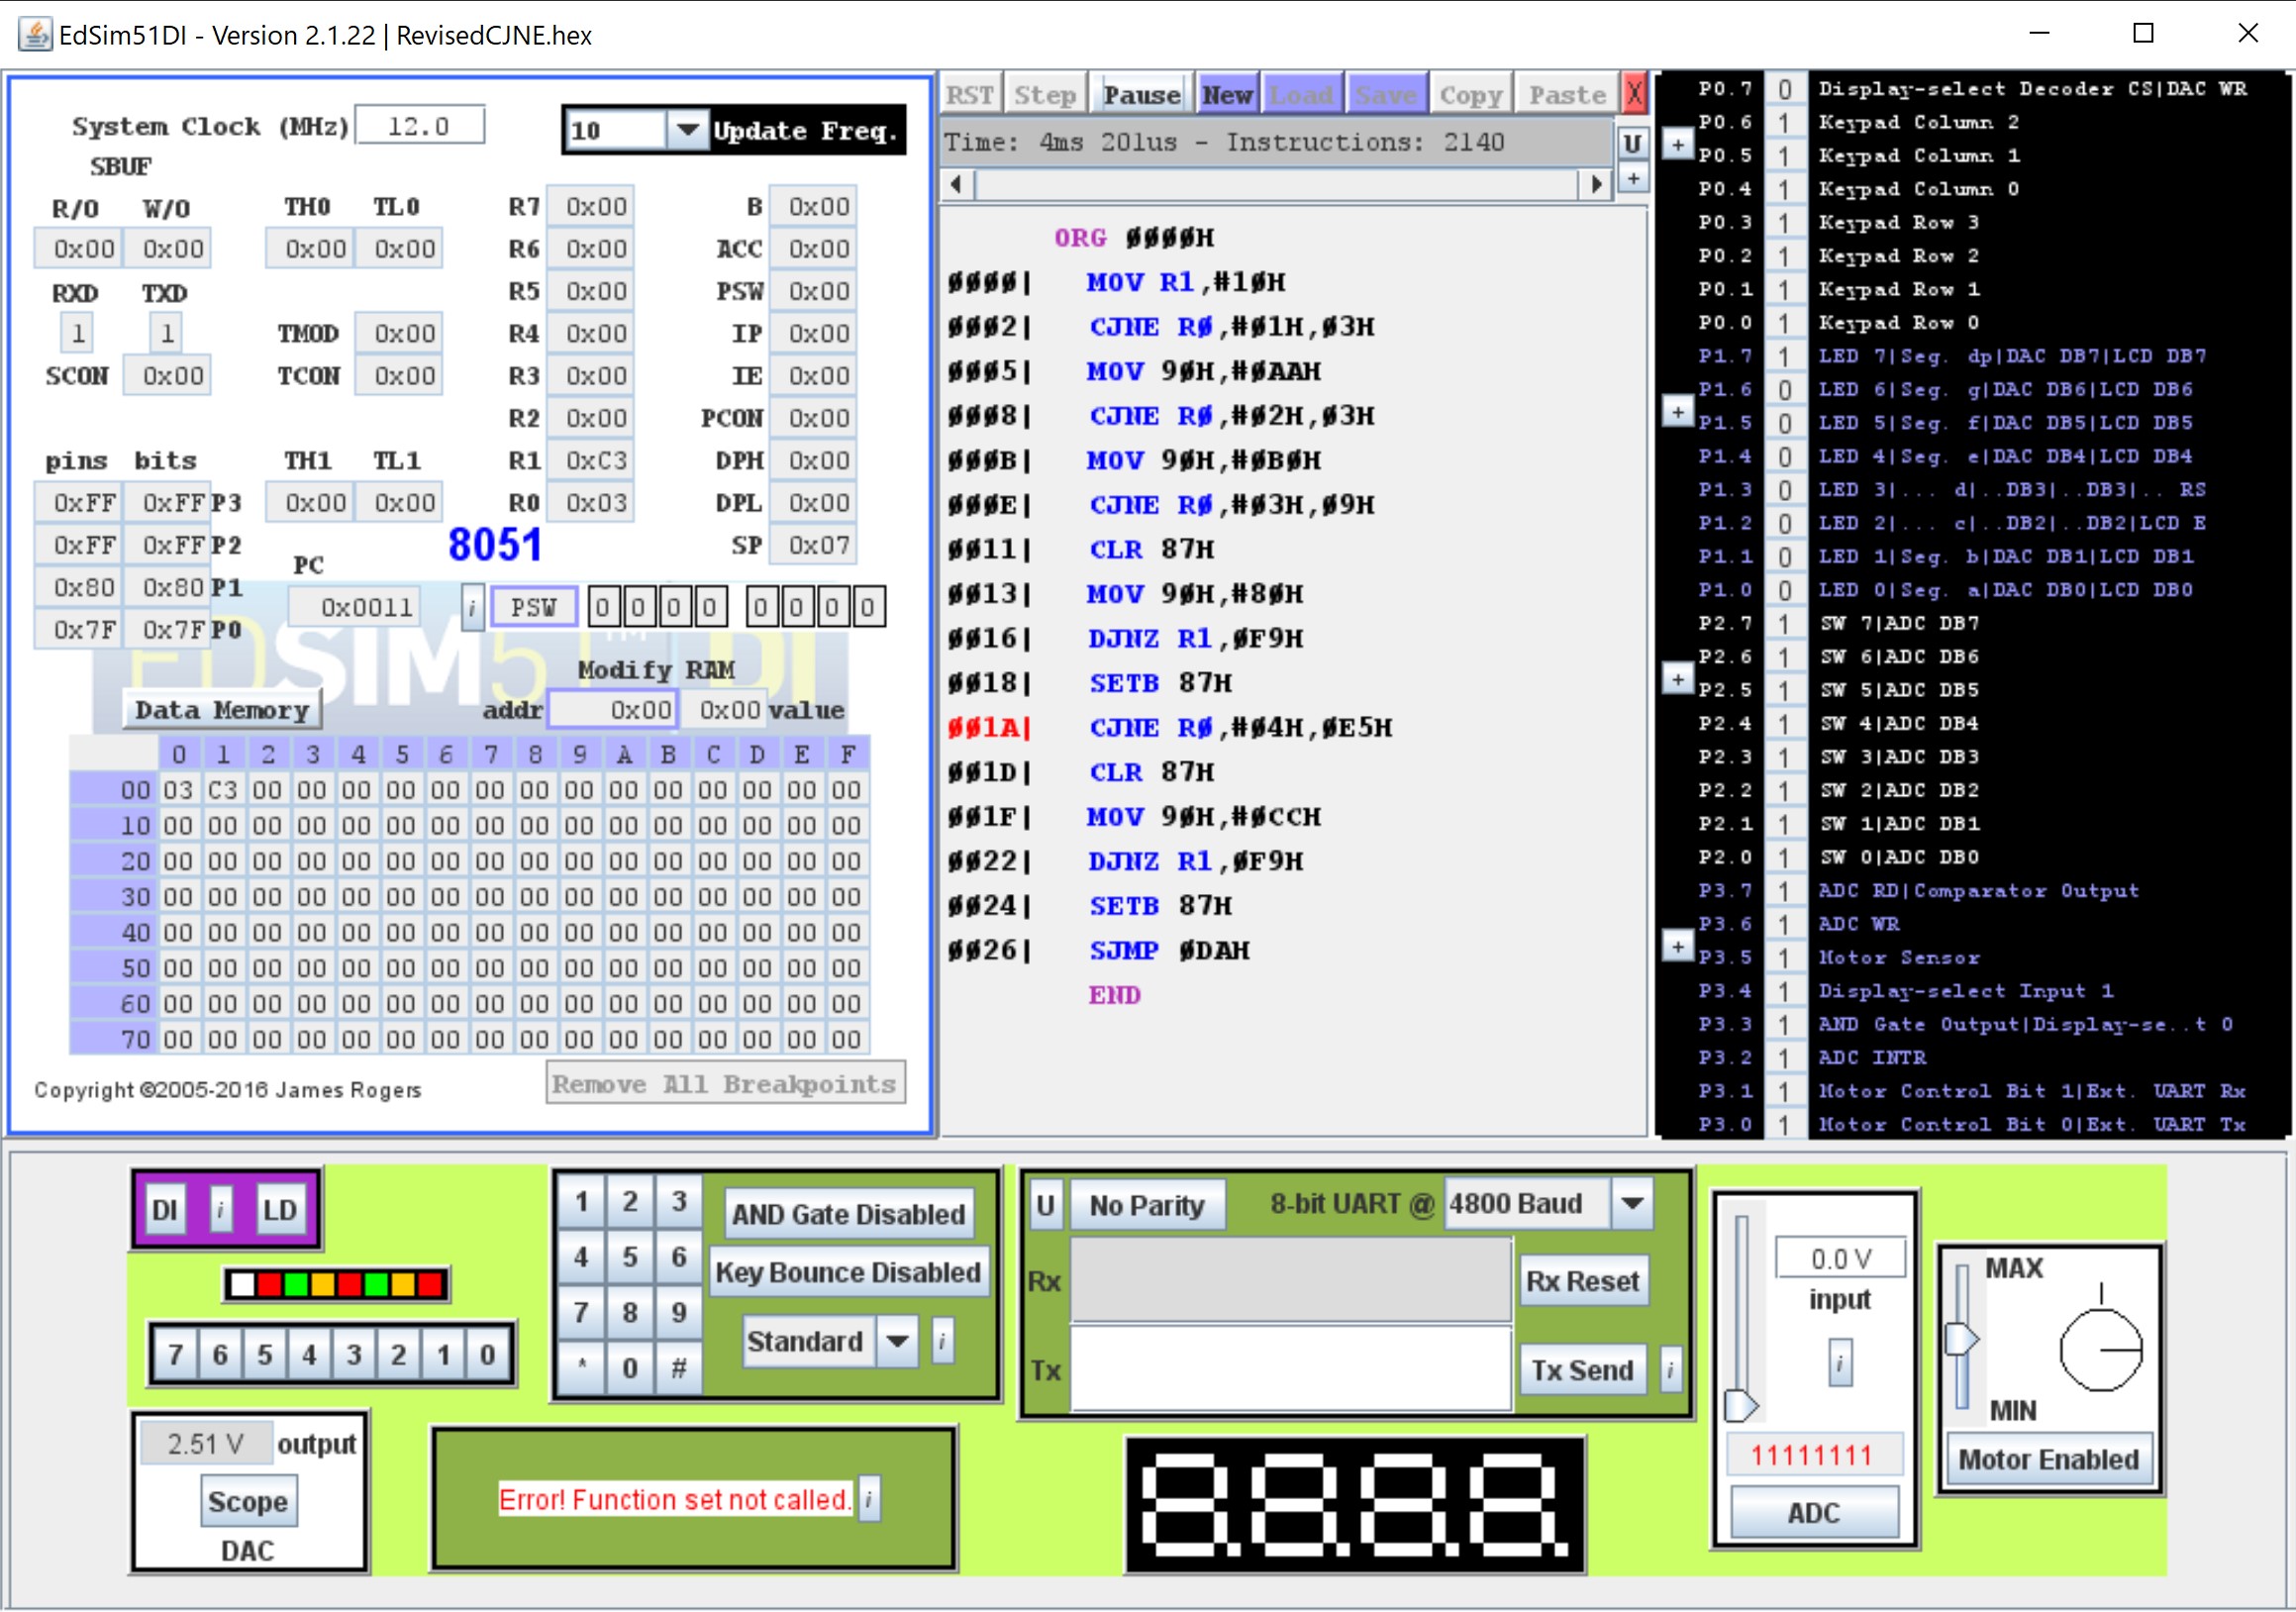 EdSim51DI - Version 2.1.22 | RevisedCJNE.hex
System Clock (MHz) 12.0
10 Update Freq.
SBUF
R/O W/O TH0 TL0 R7 0x00 B 0x00
0x00 0x00 0x00 0x00 R6 0x00 ACC 0x00
RXD TXD R5 0x00 PSW 0x00
1 1 TMOD 0x00 R4 0x00 IP 0x00
SCON 0x00 TCON 0x00 R3 0x00 IE 0x00
R2 0x00 PCON 0x00
pins bits TH1 TL1 R1 0xC3 DPH 0x00
0xFF 0xFF P3 0x00 0x00 R0 0x03 DPL 0x00
0xFF 0xFF P2 8051 SP 0x07
PC
0x80 0x80 P1 0x0011 i PSW 0 0 0 0 0 0 0 0
0x7F 0x7F P0
EDSIM51 TM DI
Modify RAM
Data Memory addr 0x00 0x00 value
0 1 2 3 4 5 6 7 8 9 A B C D E F
00 03 C3 00 00 00 00 00 00 00 00 00 00 00 00 00 00
10 00 00 00 00 00 00 00 00 00 00 00 00 00 00 00 00
20 00 00 00 00 00 00 00 00 00 00 00 00 00 00 00 00
30 00 00 00 00 00 00 00 00 00 00 00 00 00 00 00 00
40 00 00 00 00 00 00 00 00 00 00 00 00 00 00 00 00
50 00 00 00 00 00 00 00 00 00 00 00 00 00 00 00 00
60 00 00 00 00 00 00 00 00 00 00 00 00 00 00 00 00
70 00 00 00 00 00 00 00 00 00 00 00 00 00 00 00 00
Copyright ©2005-2016 James Rogers
Remove All Breakpoints
RST Step Pause New Load Save Copy Paste X
Time: 4ms 201us - Instructions: 2140
U
+
ORG 0000H
0000| MOV R1,#10H
0002| CJNE R0,#01H,03H
0005| MOV 90H,#0AAH
0008| CJNE R0,#02H,03H
000B| MOV 90H,#0B0H
000E| CJNE R0,#03H,09H
0011| CLR 87H
0013| MOV 90H,#80H
0016| DJNZ R1,0F9H
0018| SETB 87H
001A| CJNE R0,#04H,0E5H
001D| CLR 87H
001F| MOV 90H,#0CCH
0022| DJNZ R1,0F9H
0024| SETB 87H
0026| SJMP 0DAH
END
P0.7 0 Display-select Decoder CS|DAC WR
P0.6 1 Keypad Column 2
+
P0.5 1 Keypad Column 1
P0.4 1 Keypad Column 0
P0.3 1 Keypad Row 3
P0.2 1 Keypad Row 2
P0.1 1 Keypad Row 1
P0.0 1 Keypad Row 0
P1.7 1 LED 7|Seg. dp|DAC DB7|LCD DB7
P1.6 0 LED 6|Seg. g|DAC DB6|LCD DB6
+
P1.5 0 LED 5|Seg. f|DAC DB5|LCD DB5
P1.4 0 LED 4|Seg. e|DAC DB4|LCD DB4
P1.3 0 LED 3|... d|..DB3|..DB3|.. RS
P1.2 0 LED 2|... c|..DB2|..DB2|LCD E
P1.1 0 LED 1|Seg. b|DAC DB1|LCD DB1
P1.0 0 LED 0|Seg. a|DAC DB0|LCD DB0
P2.7 1 SW 7|ADC DB7
P2.6 1 SW 6|ADC DB6
+
P2.5 1 SW 5|ADC DB5
P2.4 1 SW 4|ADC DB4
P2.3 1 SW 3|ADC DB3
P2.2 1 SW 2|ADC DB2
P2.1 1 SW 1|ADC DB1
P2.0 1 SW 0|ADC DB0
P3.7 1 ADC RD|Comparator Output
P3.6 1 ADC WR
+
P3.5 1 Motor Sensor
P3.4 1 Display-select Input 1
P3.3 1 AND Gate Output|Display-se..t 0
P3.2 1 ADC INTR
P3.1 1 Motor Control Bit 1|Ext. UART Rx
P3.0 1 Motor Control Bit 0|Ext. UART Tx
DI i LD
7 6 5 4 3 2 1 0
2.51 V output
Scope
DAC
1 2 3 AND Gate Disabled
4 5 6 Key Bounce Disabled
7 8 9 Standard i
* 0 #
Error! Function set not called. i
U No Parity 8-bit UART @ 4800 Baud
Rx Rx Reset
Tx Tx Send i
8.8.8.8.
0.0 V
input
i
11111111
ADC
MAX
MIN
Motor Enabled